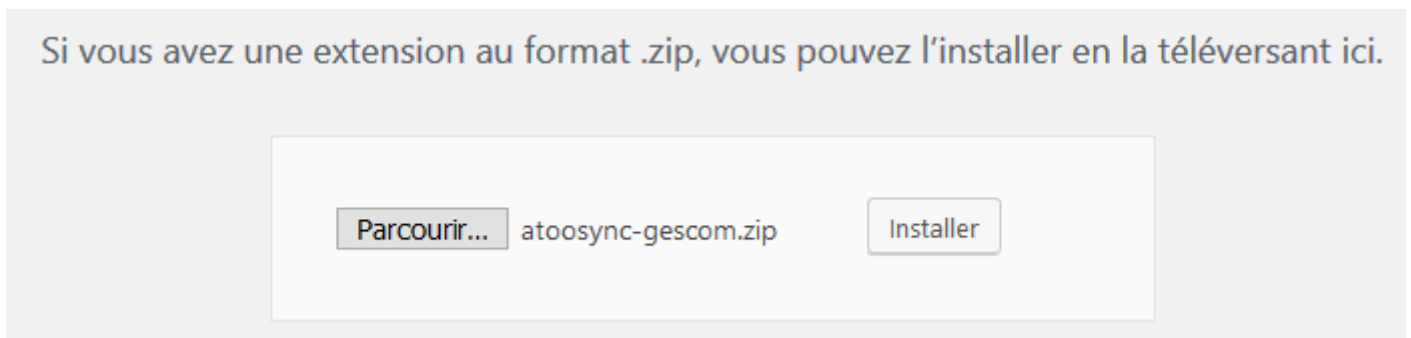 Si vous avez une extension au format .zip, vous pouvez l’installer en la téléversant ici.
Parcourir... atoosync-gescom.zip Installer